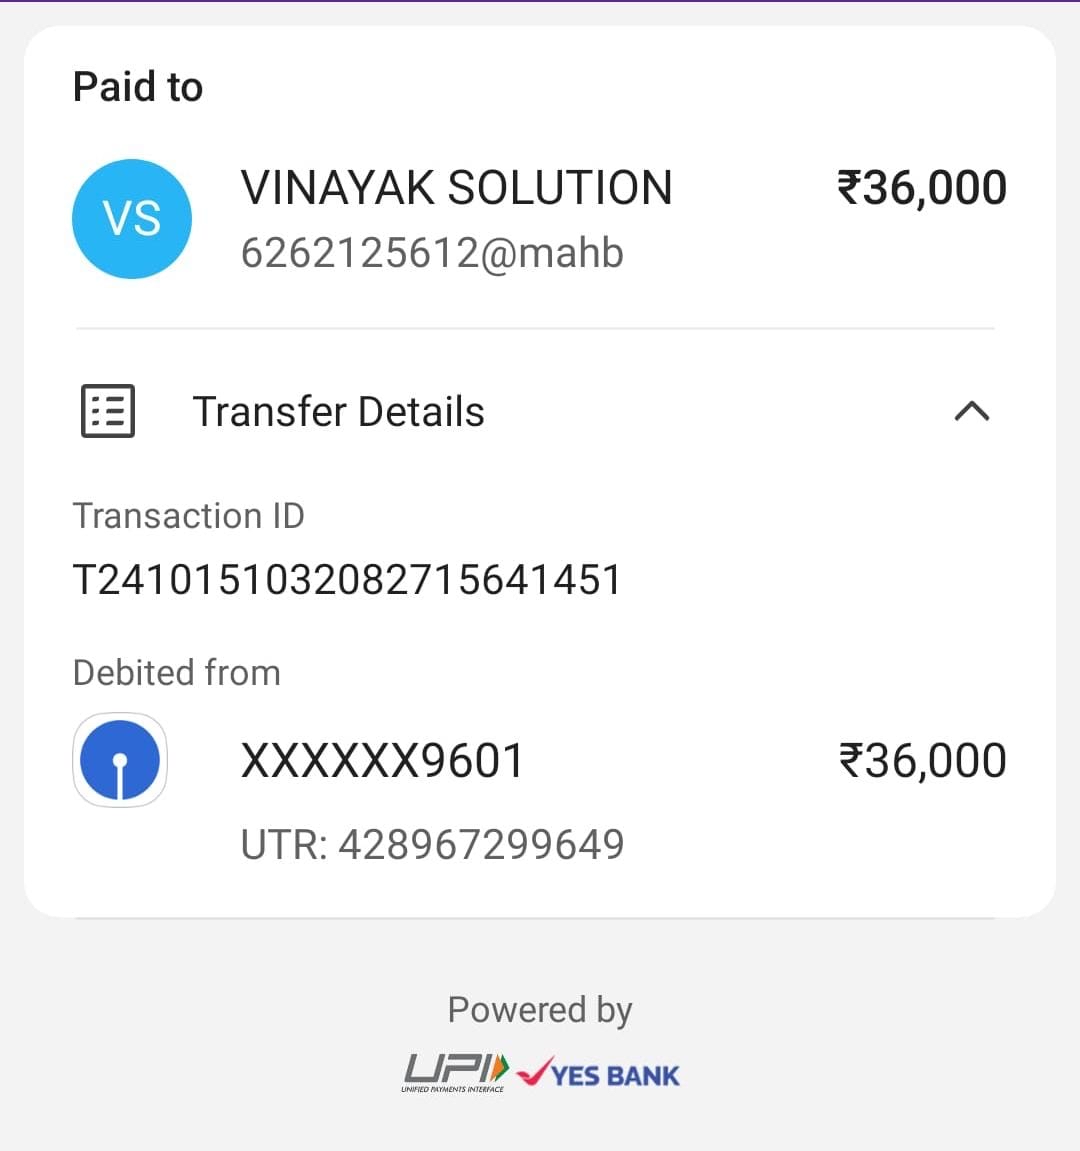 Paid to
VS
VINAYAK SOLUTION
₹36,000
6262125612@mahb
Transfer Details
Transaction ID
T2410151032082715641451
Debited from
XXXXXX9601
₹36,000
UTR: 428967299649
Powered by
UPI
UNIFIED PAYMENTS INTERFACE
YES BANK